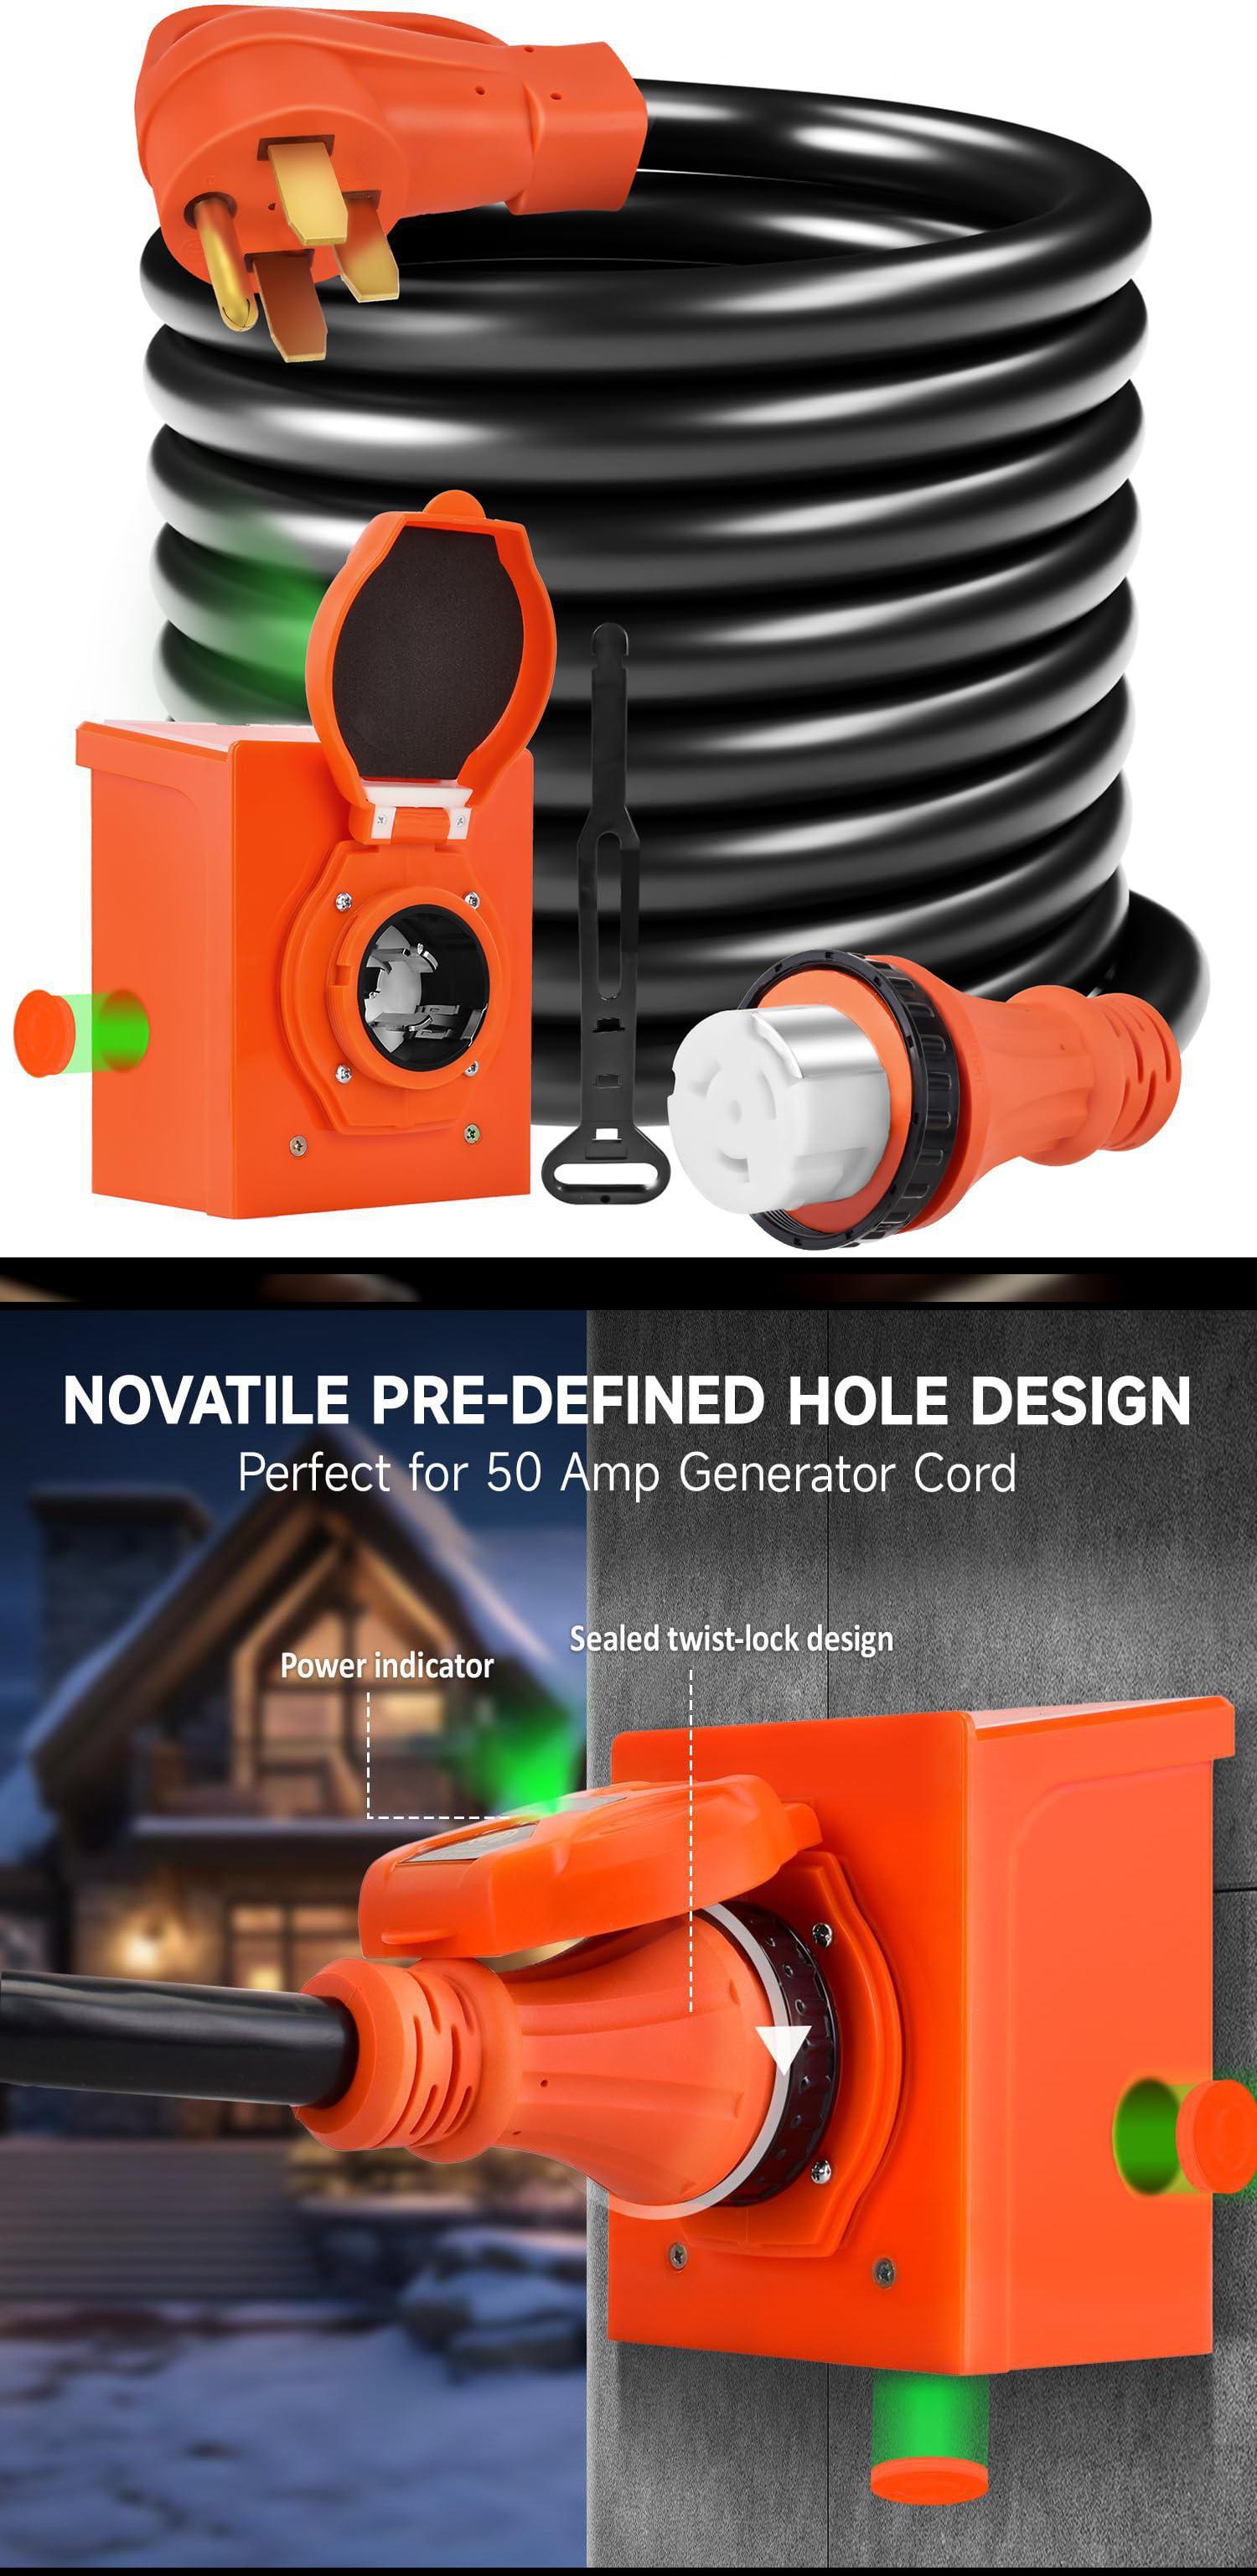 NOVATILE PRE-DEFINED HOLE DESIGN
Perfect for 50 Amp Generator Cord
Sealed twist-lock design
Power indicator